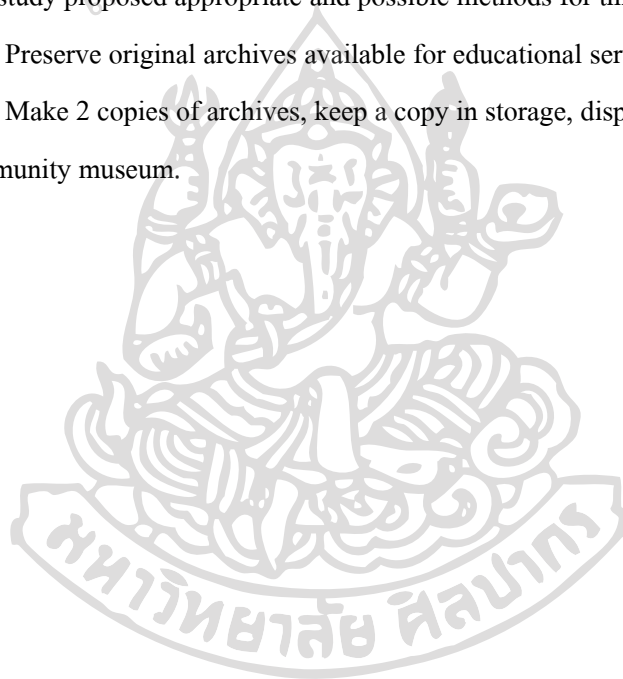 study proposed appropriate and possible methods for
Preserve original archives available for educational ser
Make 2 copies of archives, keep a copy in storage, disp
munity museum.
มหาวิทยาลัย ศิลปากร